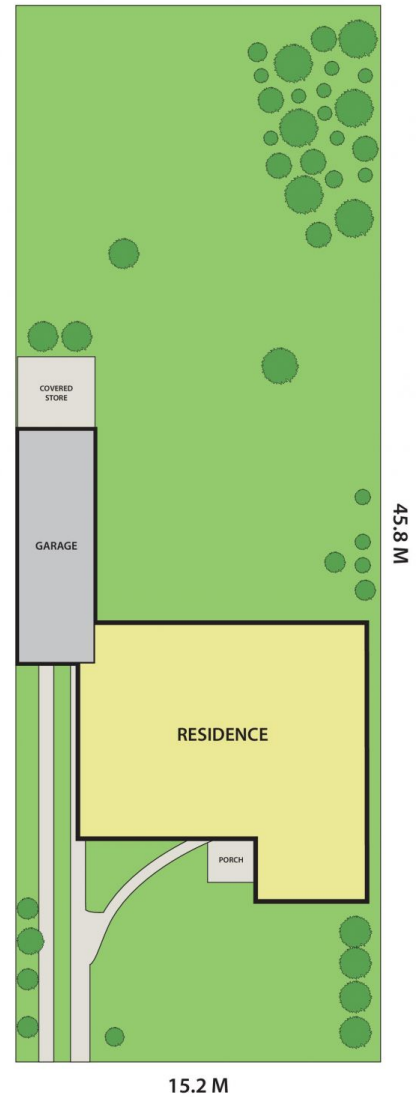 COVERED
STORE
GARAGE
45.8 M
RESIDENCE
PORCH
15.2 M